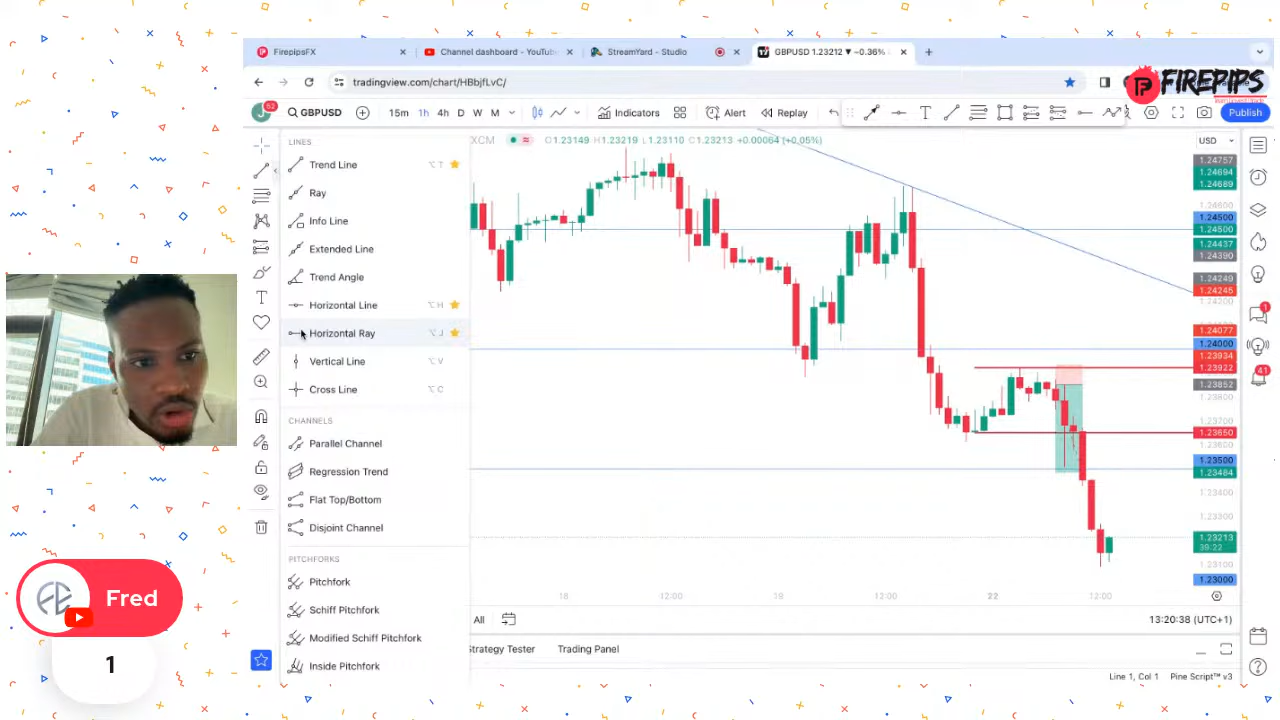 FirepipsFX
Channel dashboard - YouTub
StreamYard - Studio
GBPUSD 1.23212 ▼ −0.36%
tradingview.com/chart/HBbjfLvC/
FIREPIPS
52
GBPUSD
15m
1h
4h
D
W
M
Indicators
Alert
Replay
Publish
LINES
Trend Line
⌥ T
Ray
Info Line
Extended Line
Trend Angle
Horizontal Line
⌥ H
Horizontal Ray
⌥ J
Vertical Line
⌥ V
Cross Line
⌥ C
CHANNELS
Parallel Channel
Regression Trend
Flat Top/Bottom
Disjoint Channel
PITCHFORKS
Pitchfork
Schiff Pitchfork
Modified Schiff Pitchfork
Inside Pitchfork
XCM
O1.23149 H1.23219 L1.23110 C1.23213 +0.00064 (+0.05%)
USD
1.24757
1.24694
1.24689
1.24600
1.24500
1.24500
1.24437
1.24390
1.24249
1.24245
1.24200
1.24077
1.24000
1.23934
1.23922
1.23852
1.23800
1.23700
1.23650
1.23600
1.23500
1.23484
1.23400
1.23300
1.23213
39:22
1.23100
1.23000
1
41
18
12:00
19
12:00
22
12:00
All
13:20:38 (UTC+1)
Strategy Tester
Trading Panel
Line 1, Col 1
Pine Script™ v3
Fred
1